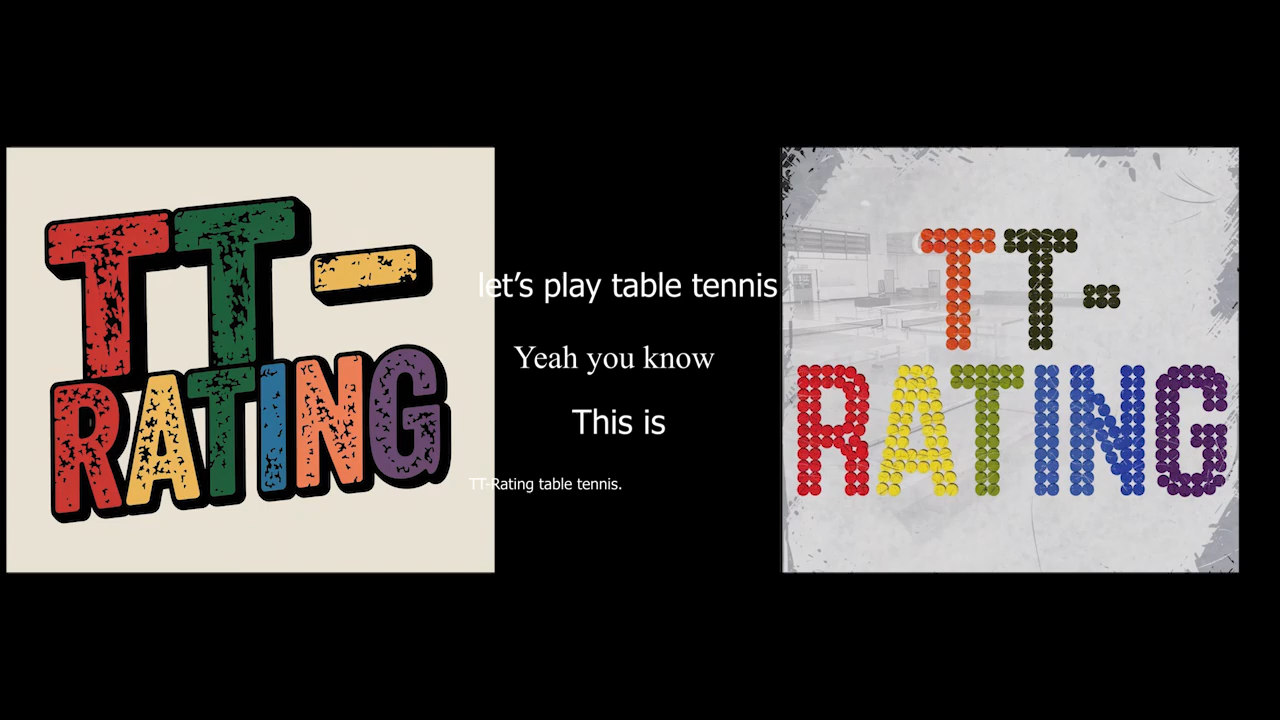 TT-
RATING
let's play table tennis
Yeah you know
This is
TT-Rating table tennis.
TT-
RATING